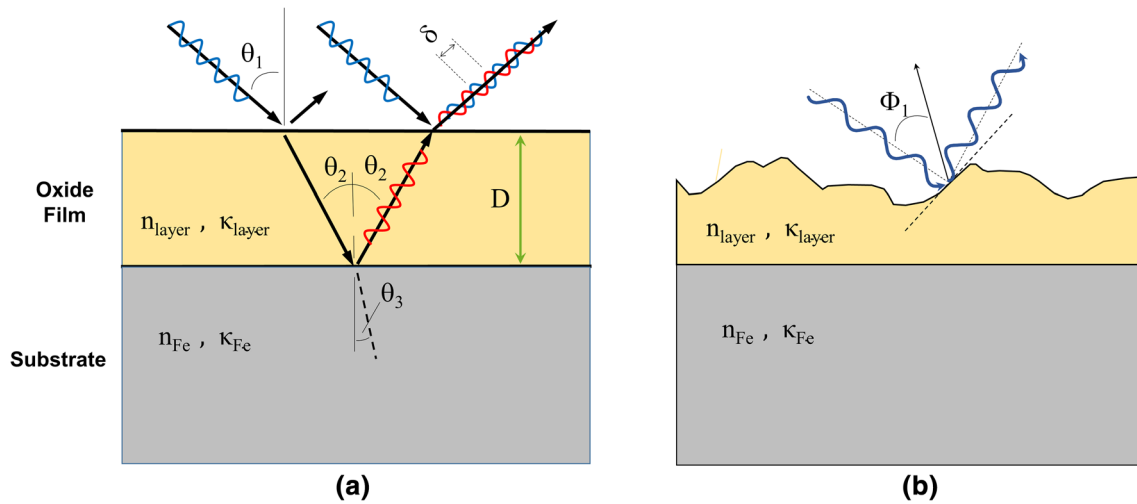 θ1
δ
Φ1
Oxide
Film
θ2 θ2
D
nlayer , κlayer
nlayer , κlayer
θ3
nFe , κFe
nFe , κFe
Substrate
(a)
(b)